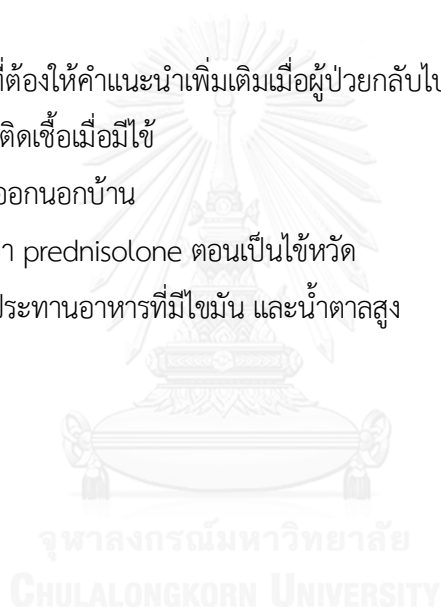 ที่ต้องให้คำแนะนำเพิ่มเติมเมื่อผู้ป่วยกลับไป
ติดเชื้อเมื่อมีไข้
ออกนอกบ้าน
า prednisolone ตอนเป็นไข้หวัด
ประทานอาหารที่มีไขมัน และน้ำตาลสูง
จุฬาลงกรณ์มหาวิทยาลัย
CHULALONGKORN UNIVERSITY